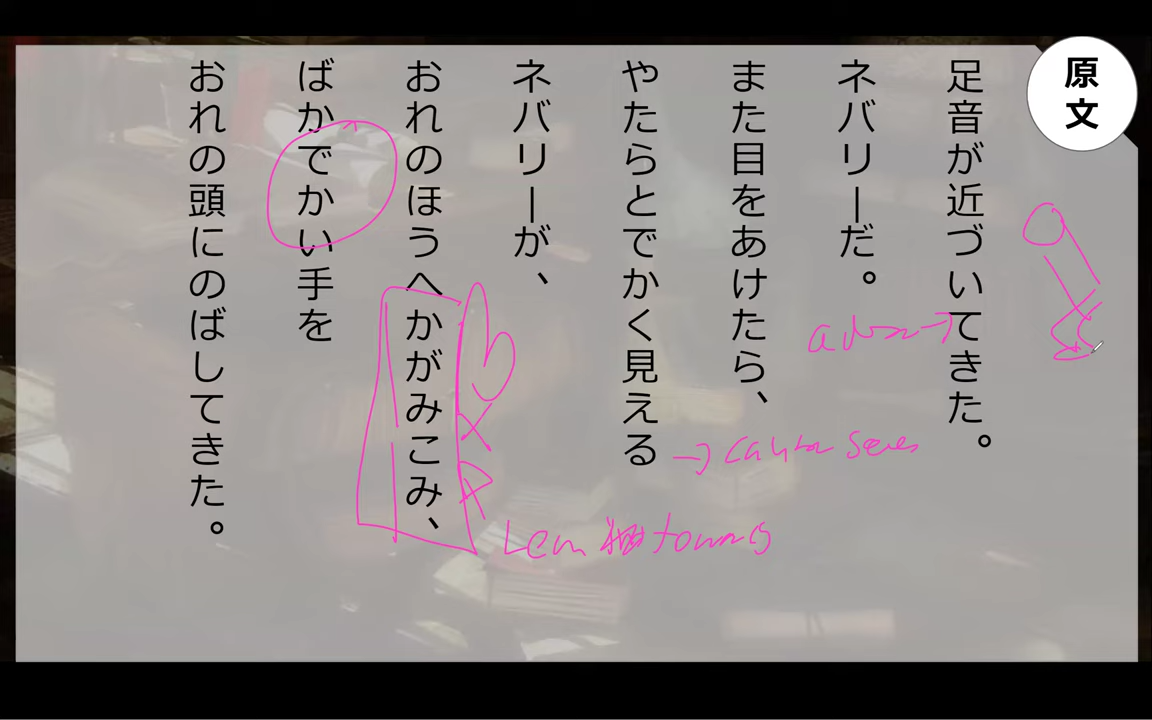 原文
足音が近づいてきた。
ネバリーだ。
また目をあけたら、
やたらとでかく見える
ネバリーが、
おれのほうへかがみこみ、
ばかでかい手を
おれの頭にのばしてきた。